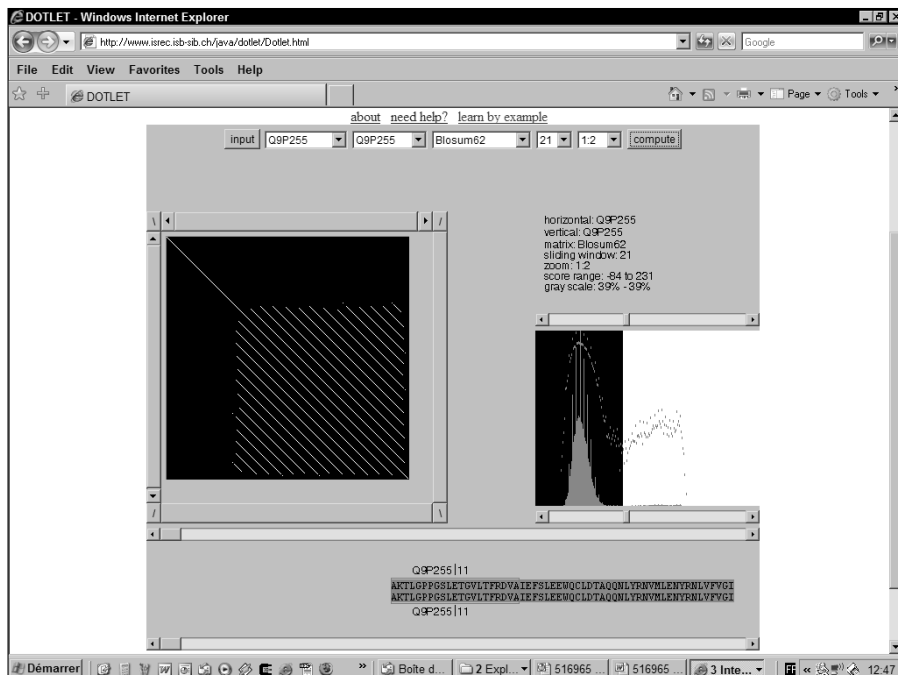 DOTLET - Windows Internet Explorer
http://www.isrec.isb-sib.ch/java/dotlet/Dotlet.html
Google
File Edit View Favorites Tools Help
DOTLET
Page Tools »
about need help? learn by example
input Q9P255 Q9P255 Blosum62 21 1:2 compute
\ /
horizontal: Q9P255
vertical: Q9P255
matrix: Blosum62
sliding window: 21
zoom: 1:2
score range: -84 to 231
gray scale: 39% - 39%
/ \
Q9P255|11
AKTLGPPGSLETGVLTFRDVAIEFSLEEWQCLDTAQQNLYRNVMLENYRNLVFVGI
AKTLGPPGSLETGVLTFRDVAIEFSLEEWQCLDTAQQNLYRNVMLENYRNLVFVGI
Q9P255|11
Démarrer » Boîte d... 2 Expl... 516965 ... 516965 ... 3 Inte... « 12:47